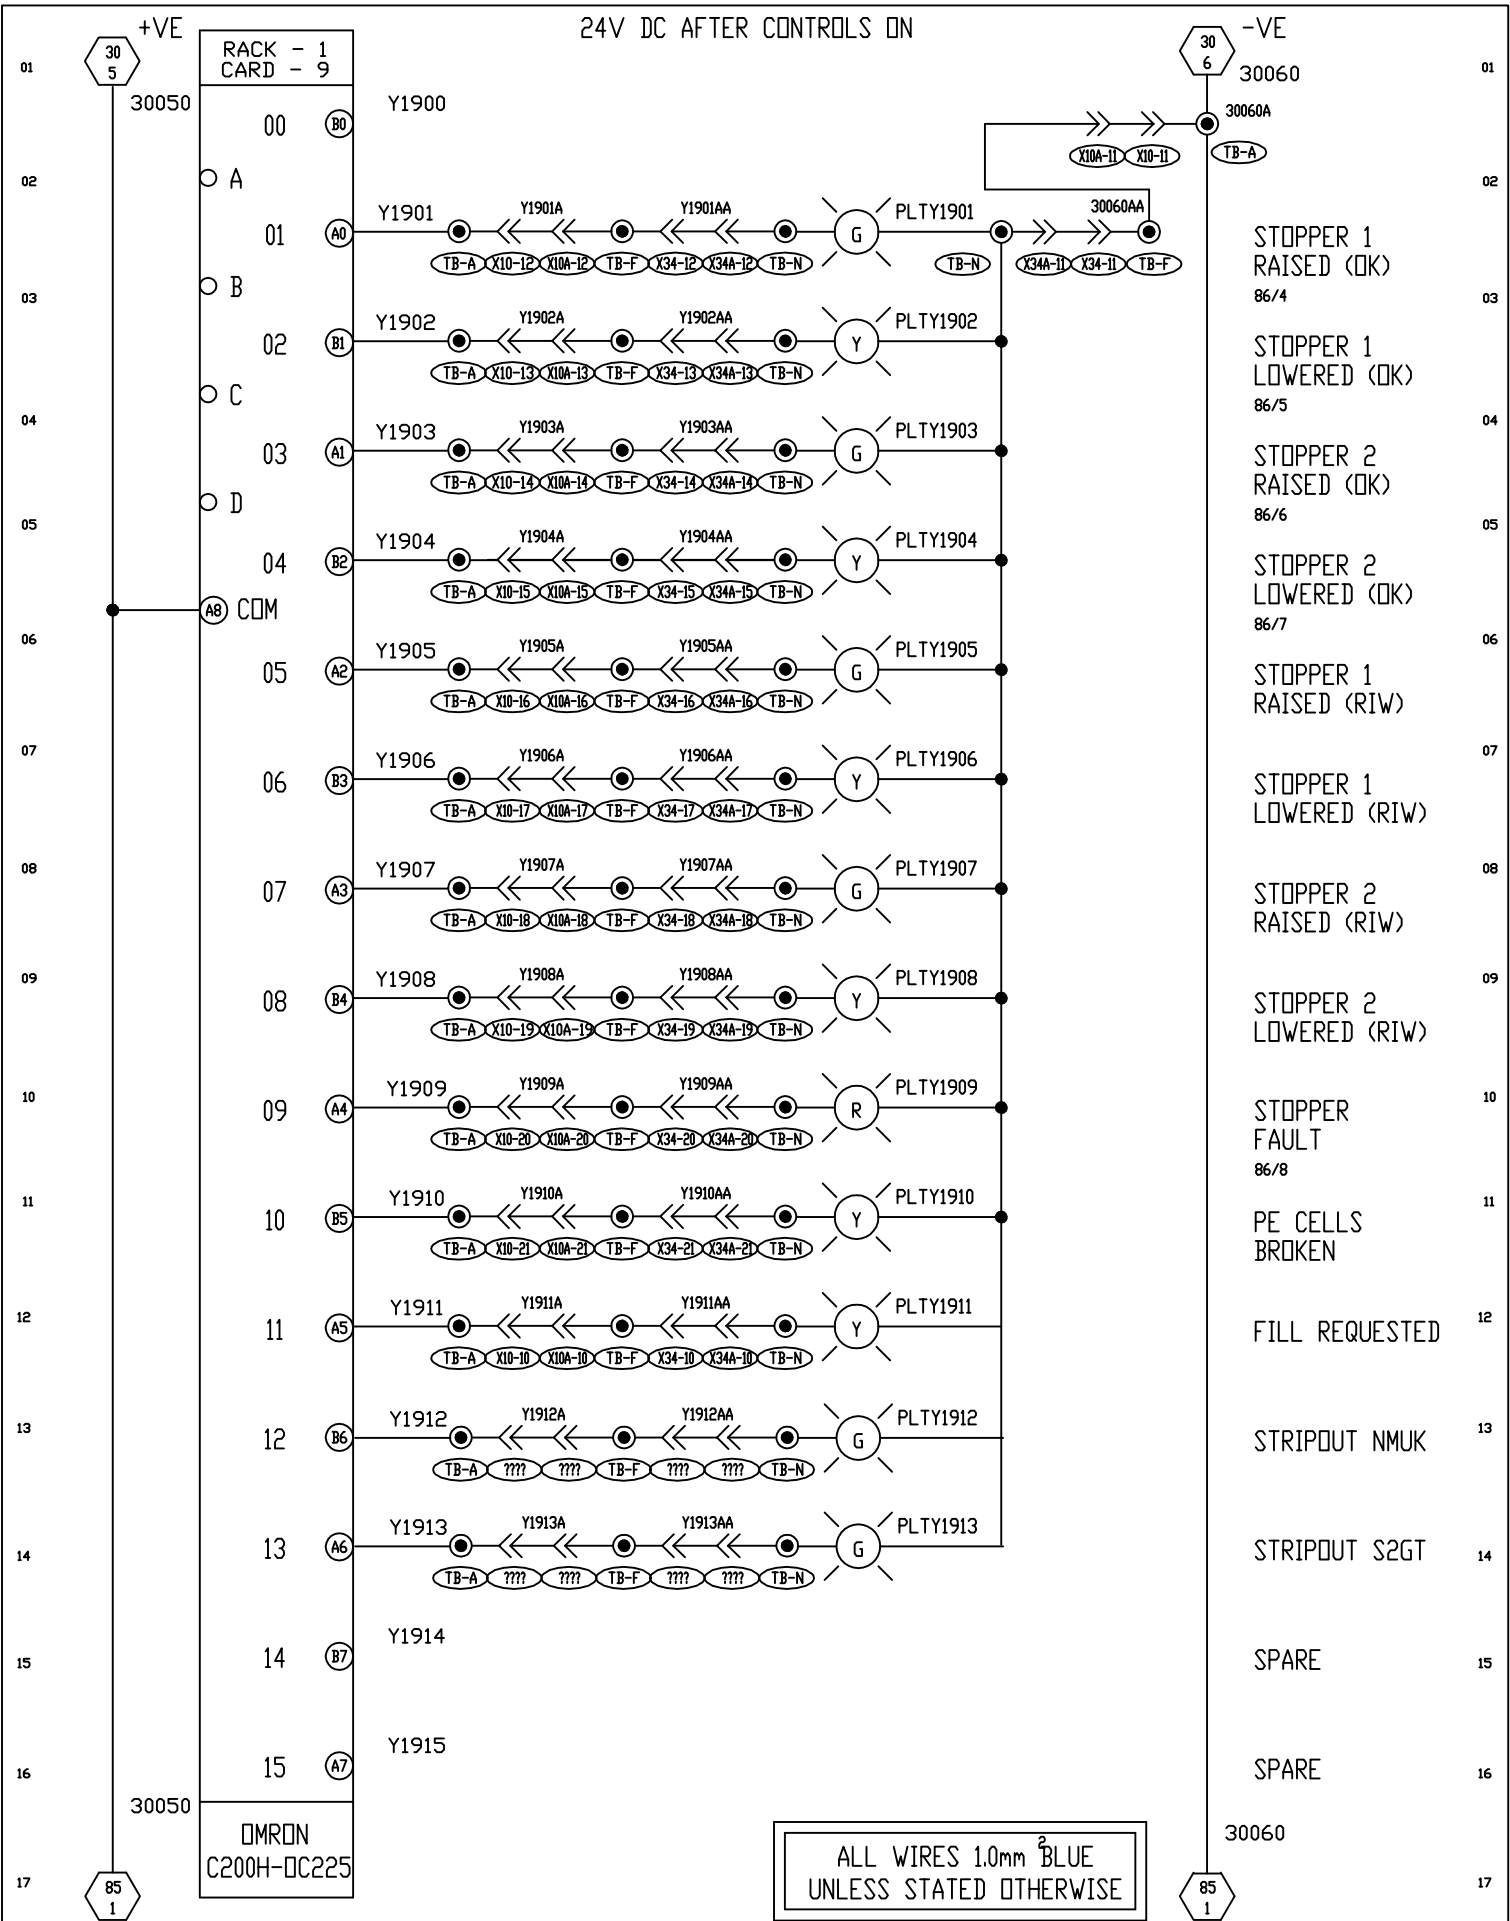 +VE
24V DC AFTER CONTROLS ON
-VE
30
5
RACK - 1
CARD - 9
30
6
01
01
30050
30060
00 B0 Y1900
30060A
X10A-11 X10-11 TB-A
A
02
02
01 A0 Y1901 Y1901A Y1901AA G PLTY1901 30060AA
TB-A X10-12 X10A-12 TB-F X34-12 X34A-12 TB-N TB-N X34A-11 X34-11 TB-F
STOPPER 1
RAISED (OK)
86/4
B
03
03
02 B1 Y1902 Y1902A Y1902AA Y PLTY1902
TB-A X10-13 X10A-13 TB-F X34-13 X34A-13 TB-N
STOPPER 1
LOWERED (OK)
86/5
C
04
04
03 A1 Y1903 Y1903A Y1903AA G PLTY1903
TB-A X10-14 X10A-14 TB-F X34-14 X34A-14 TB-N
STOPPER 2
RAISED (OK)
86/6
D
05
05
04 B2 Y1904 Y1904A Y1904AA Y PLTY1904
TB-A X10-15 X10A-15 TB-F X34-15 X34A-15 TB-N
STOPPER 2
LOWERED (OK)
86/7
A8 COM
06
06
05 A2 Y1905 Y1905A Y1905AA G PLTY1905
TB-A X10-16 X10A-16 TB-F X34-16 X34A-16 TB-N
STOPPER 1
RAISED (RIW)
07
07
06 B3 Y1906 Y1906A Y1906AA Y PLTY1906
TB-A X10-17 X10A-17 TB-F X34-17 X34A-17 TB-N
STOPPER 1
LOWERED (RIW)
08
08
07 A3 Y1907 Y1907A Y1907AA G PLTY1907
TB-A X10-18 X10A-18 TB-F X34-18 X34A-18 TB-N
STOPPER 2
RAISED (RIW)
09
09
08 B4 Y1908 Y1908A Y1908AA Y PLTY1908
TB-A X10-19 X10A-19 TB-F X34-19 X34A-19 TB-N
STOPPER 2
LOWERED (RIW)
10
10
09 A4 Y1909 Y1909A Y1909AA R PLTY1909
TB-A X10-20 X10A-20 TB-F X34-20 X34A-20 TB-N
STOPPER
FAULT
86/8
11
11
10 B5 Y1910 Y1910A Y1910AA Y PLTY1910
TB-A X10-21 X10A-21 TB-F X34-21 X34A-21 TB-N
PE CELLS
BROKEN
12
12
11 A5 Y1911 Y1911A Y1911AA Y PLTY1911
TB-A X10-10 X10A-10 TB-F X34-10 X34A-10 TB-N
FILL REQUESTED
13
13
12 B6 Y1912 Y1912A Y1912AA G PLTY1912
TB-A ???? ???? TB-F ???? ???? TB-N
STRIPOUT NMUK
14
14
13 A6 Y1913 Y1913A Y1913AA G PLTY1913
TB-A ???? ???? TB-F ???? ???? TB-N
STRIPOUT S2GT
15
15
14 B7 Y1914
SPARE
16
16
15 A7 Y1915
SPARE
30050
30060
OMRON
C200H-OC225
ALL WIRES 1.0mm² BLUE
UNLESS STATED OTHERWISE
17
17
85
1
85
1